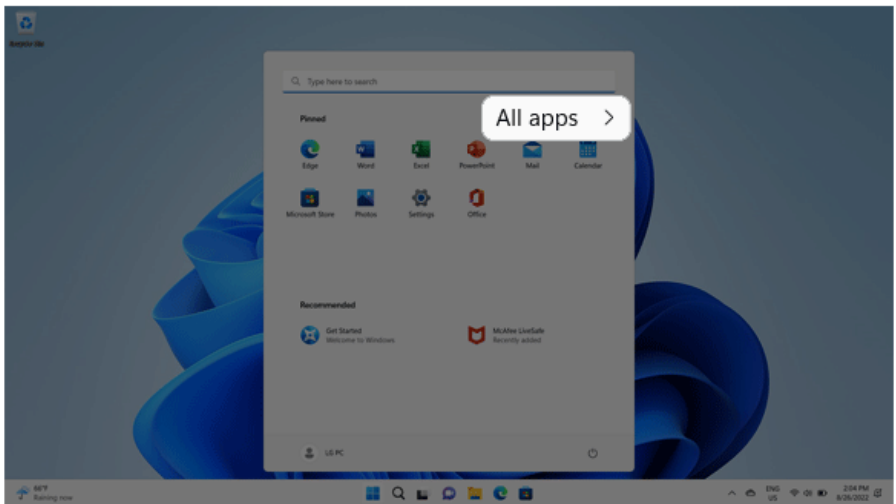 Recycle Bin
Type here to search
All apps
Pinned
Edge
Word
Excel
PowerPoint
Mail
Calendar
Microsoft Store
Photos
Settings
Office
Recommended
Get Started
Welcome to Windows
McAfee LiveSafe
Recently added
LG PC
66°F
Raining now
ENG
US
2:04 PM
8/26/2022